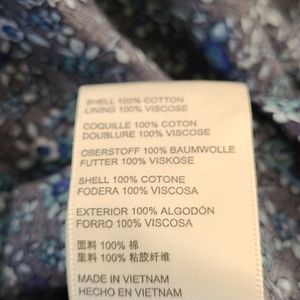 SHELL 100% COTTON
LINING 100% VISCOSE
COQUILLE 100% COTON
DOUBLURE 100% VISCOSE
OBERSTOFF 100% BAUMWOLLE
FUTTER 100% VISKOSE
SHELL 100% COTONE
FODERA 100% VISCOSA
EXTERIOR 100% ALGODÓN
FORRO 100% VISCOSA
面料 100% 棉
里料 100% 粘胶纤维
MADE IN VIETNAM
HECHO EN VIETNAM